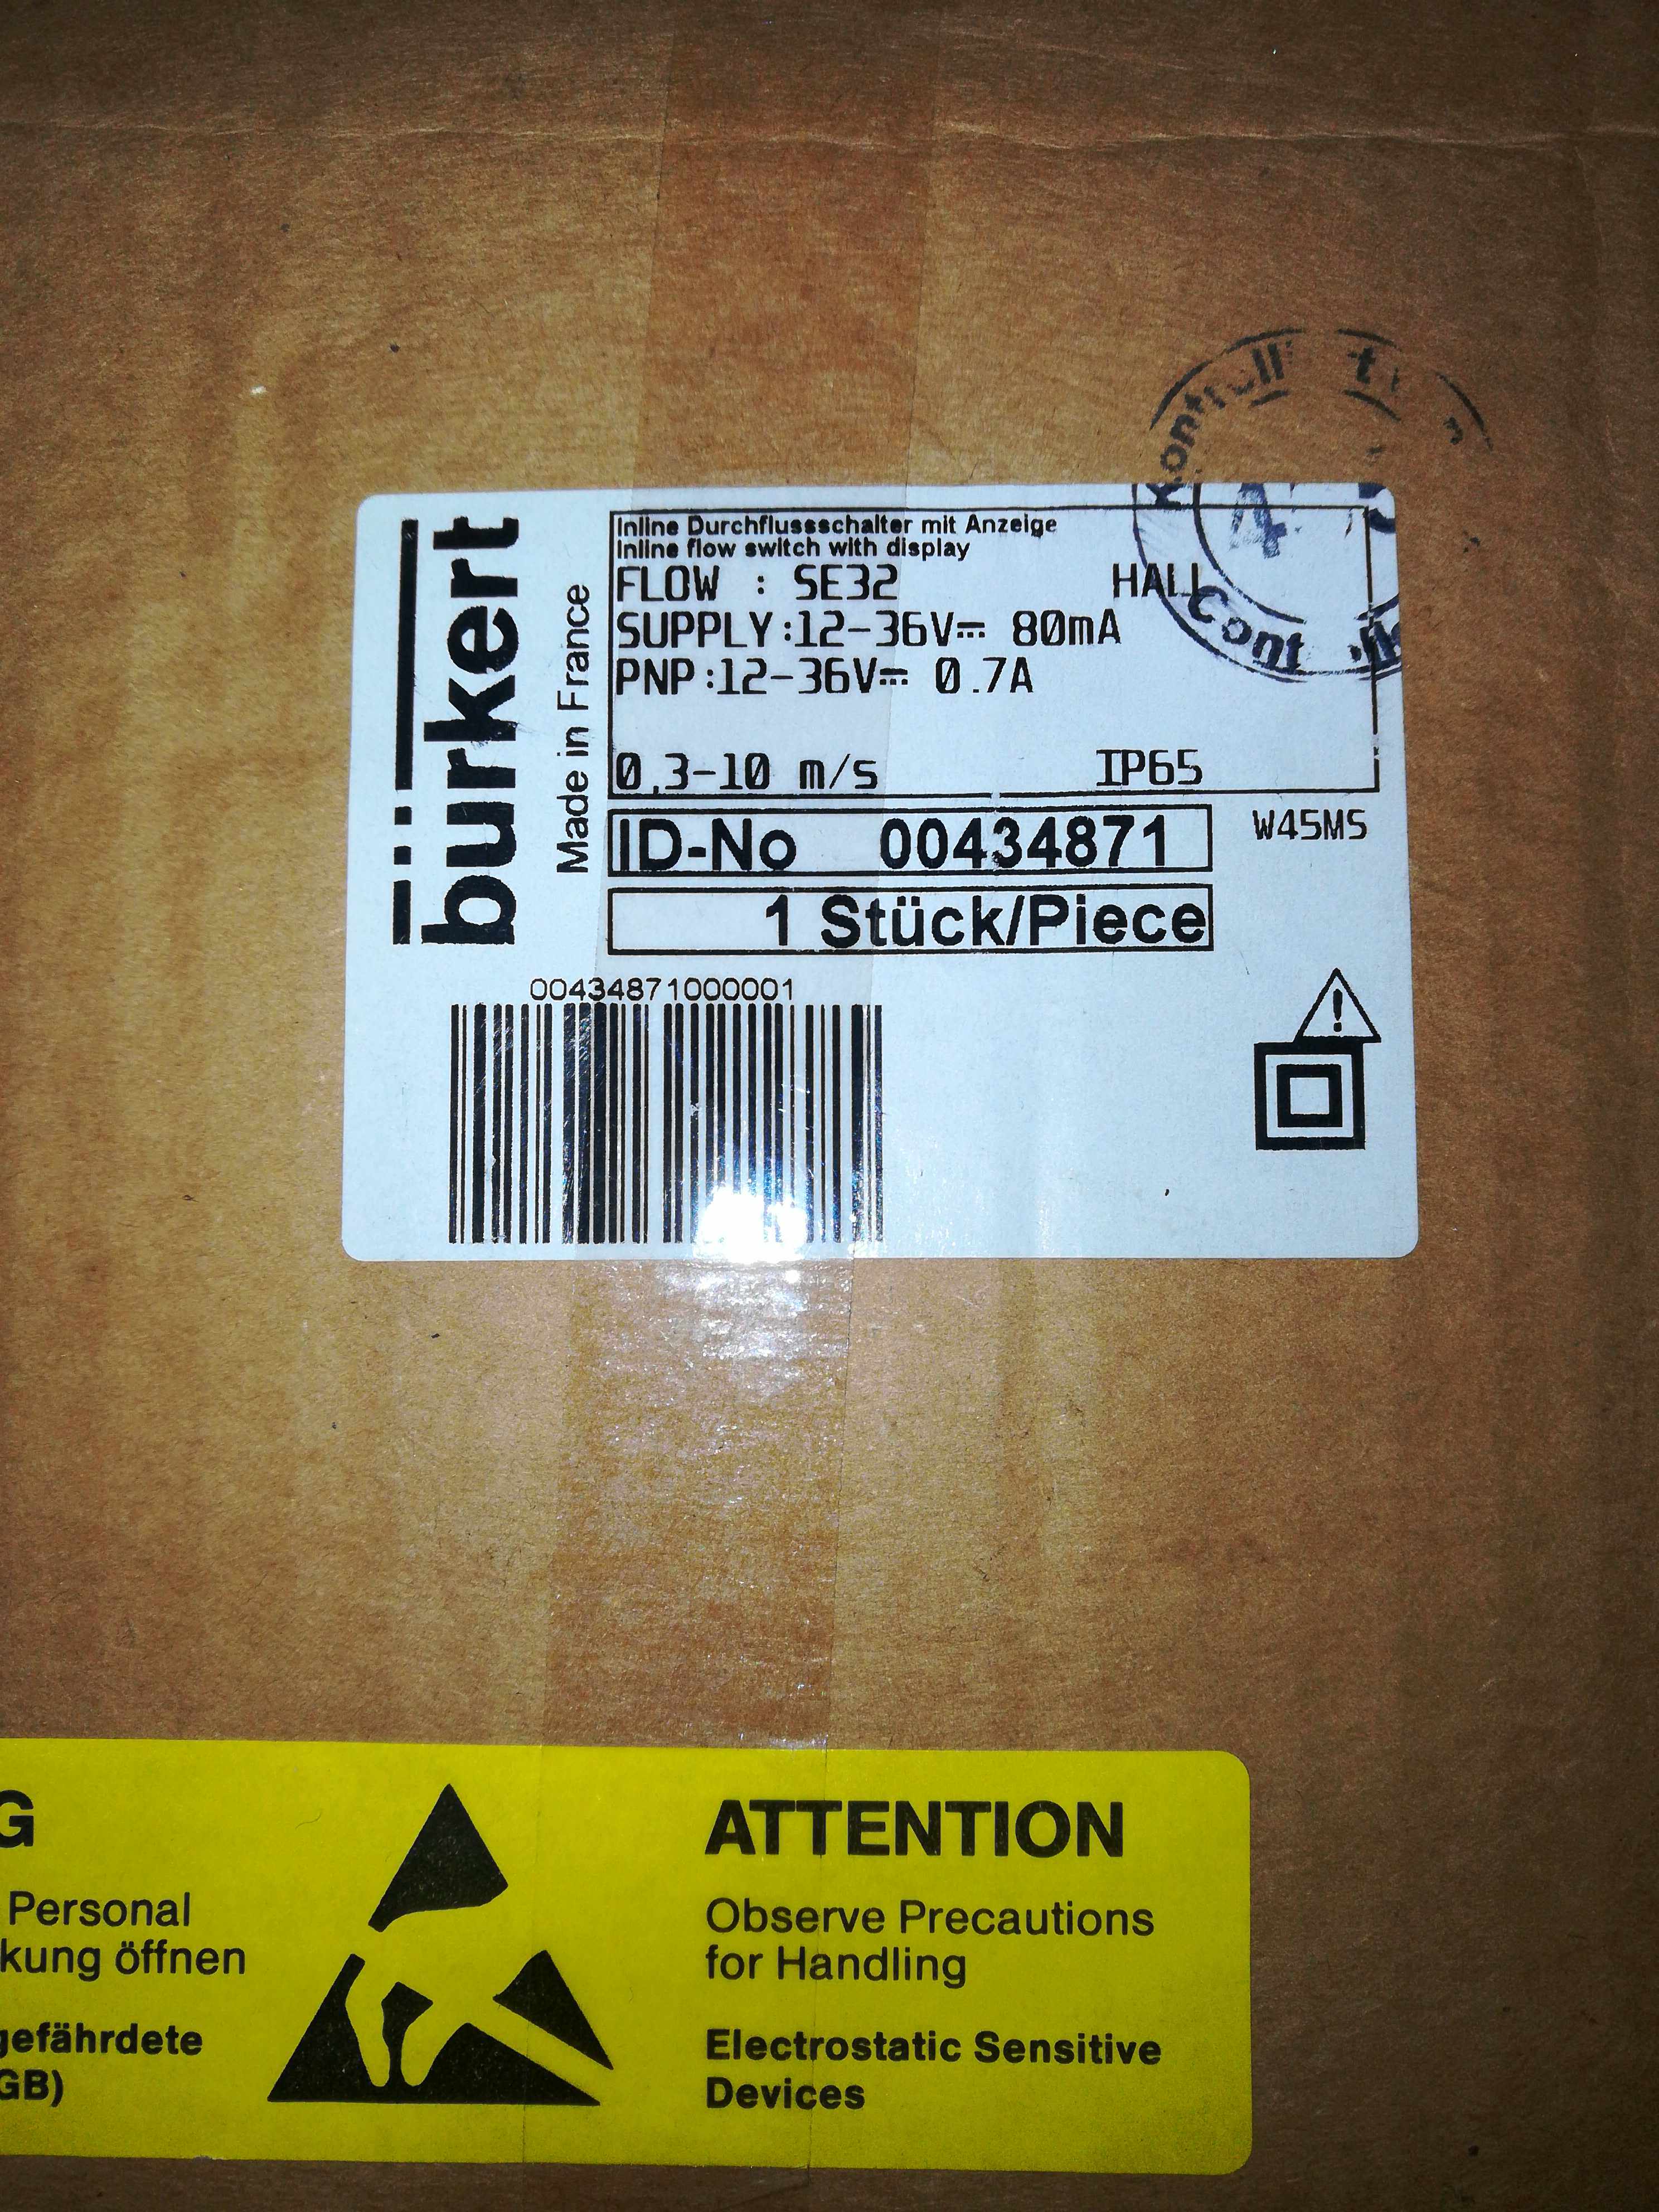 burkert
Made in France
Inline Durchflussschalter mit Anzeige
Inline flow switch with display
FLOW : SE32 HALL
SUPPLY:12-36V⎓ 80mA
PNP:12-36V⎓ 0.7A
0,3-10 m/s IP65
ID-No 00434871
W45MS
1 Stück/Piece
00434871000001
G
Personal
kung öffnen
gefährdete
GB)
ATTENTION
Observe Precautions
for Handling
Electrostatic Sensitive
Devices